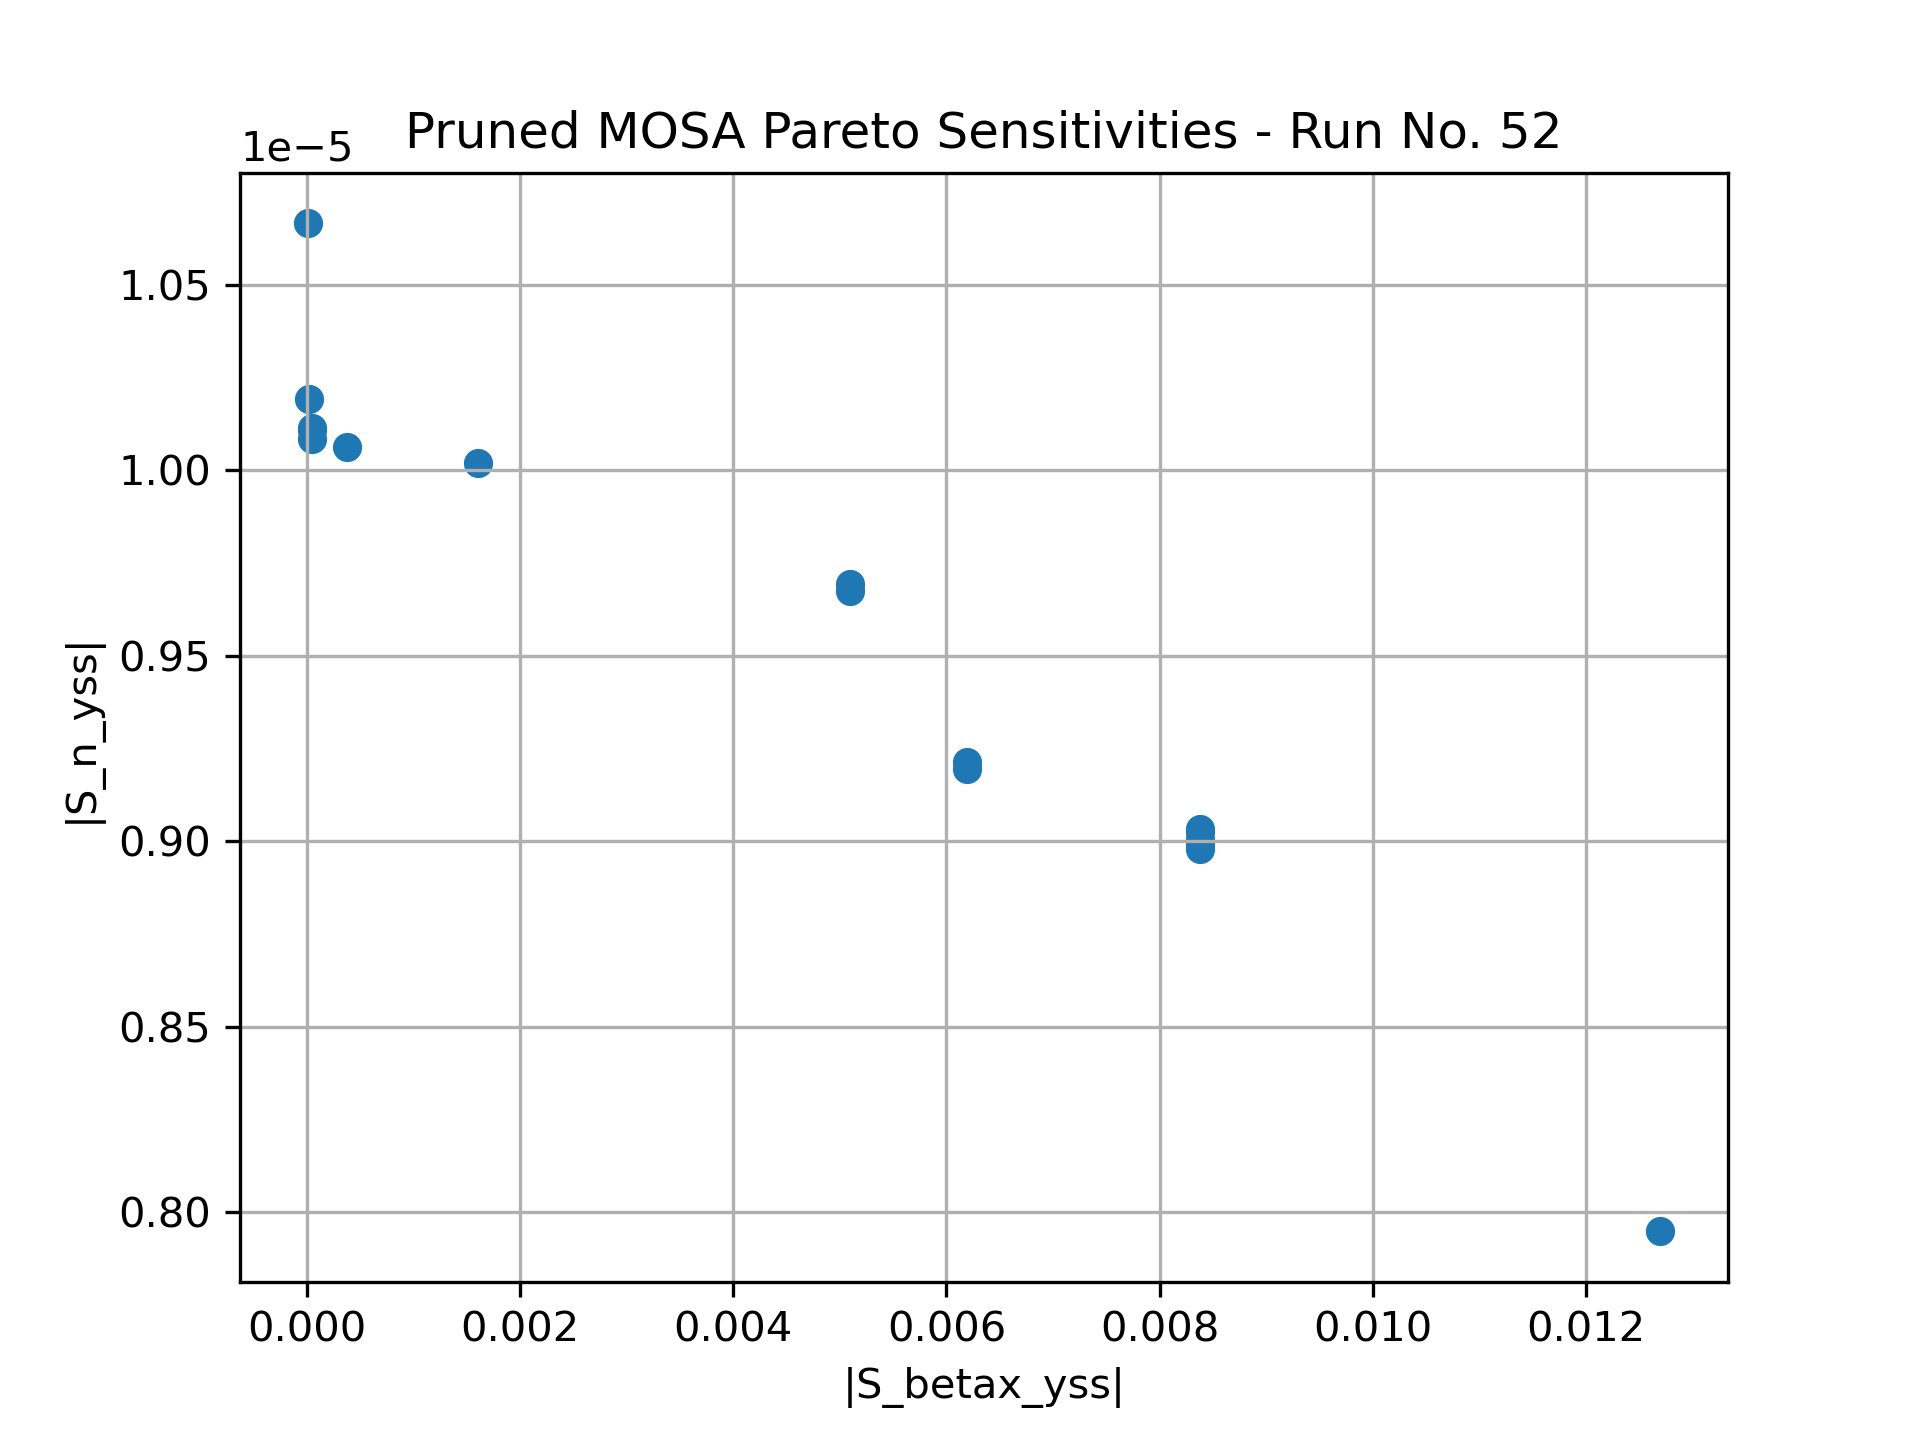 Pruned MOSA Pareto Sensitivities - Run No. 52
1e−5
1.05
1.00
0.95
0.90
0.85
0.80
|S_n_yss|
0.000 0.002 0.004 0.006 0.008 0.010 0.012
|S_betax_yss|